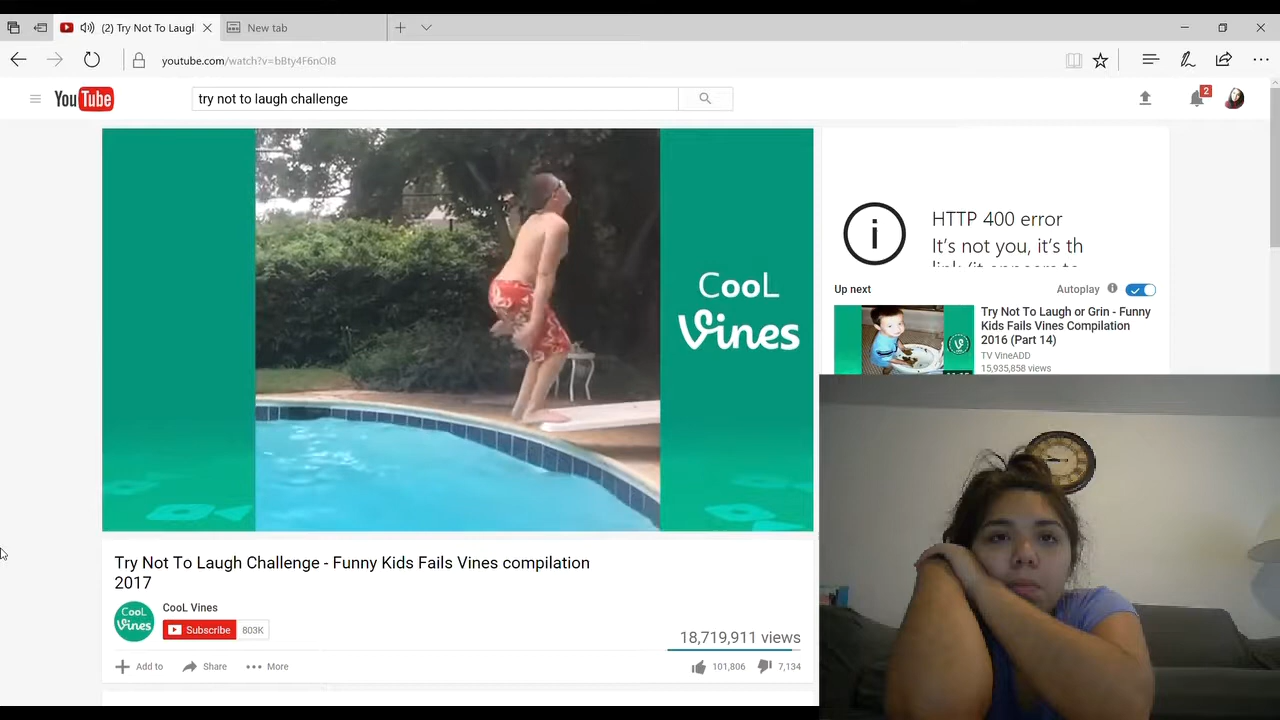 (2) Try Not To Laugl
New tab
youtube.com/watch?v=bBty4F6nOI8
YouTube
try not to laugh challenge
2
CooL
Vines
HTTP 400 error
It's not you, it's th
Up next
Autoplay
Try Not To Laugh or Grin - Funny
Kids Fails Vines Compilation
2016 (Part 14)
TV VineADD
15,935,858 views
Try Not To Laugh Challenge - Funny Kids Fails Vines compilation
2017
CooL
Vines
CooL Vines
Subscribe 803K
18,719,911 views
Add to Share More
101,806 7,134